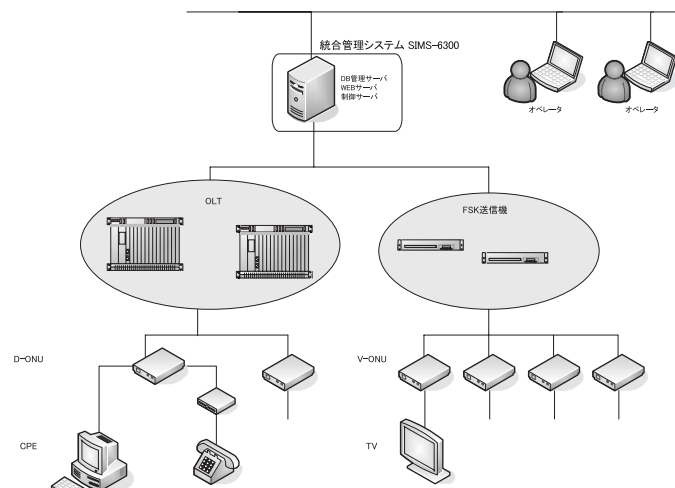 統合管理システム SIMS-6300
DB管理サーバ
WEBサーバ
制御サーバ
オペレータ
オペレータ
OLT
FSK送信機
D-ONU
V-ONU
CPE
TV